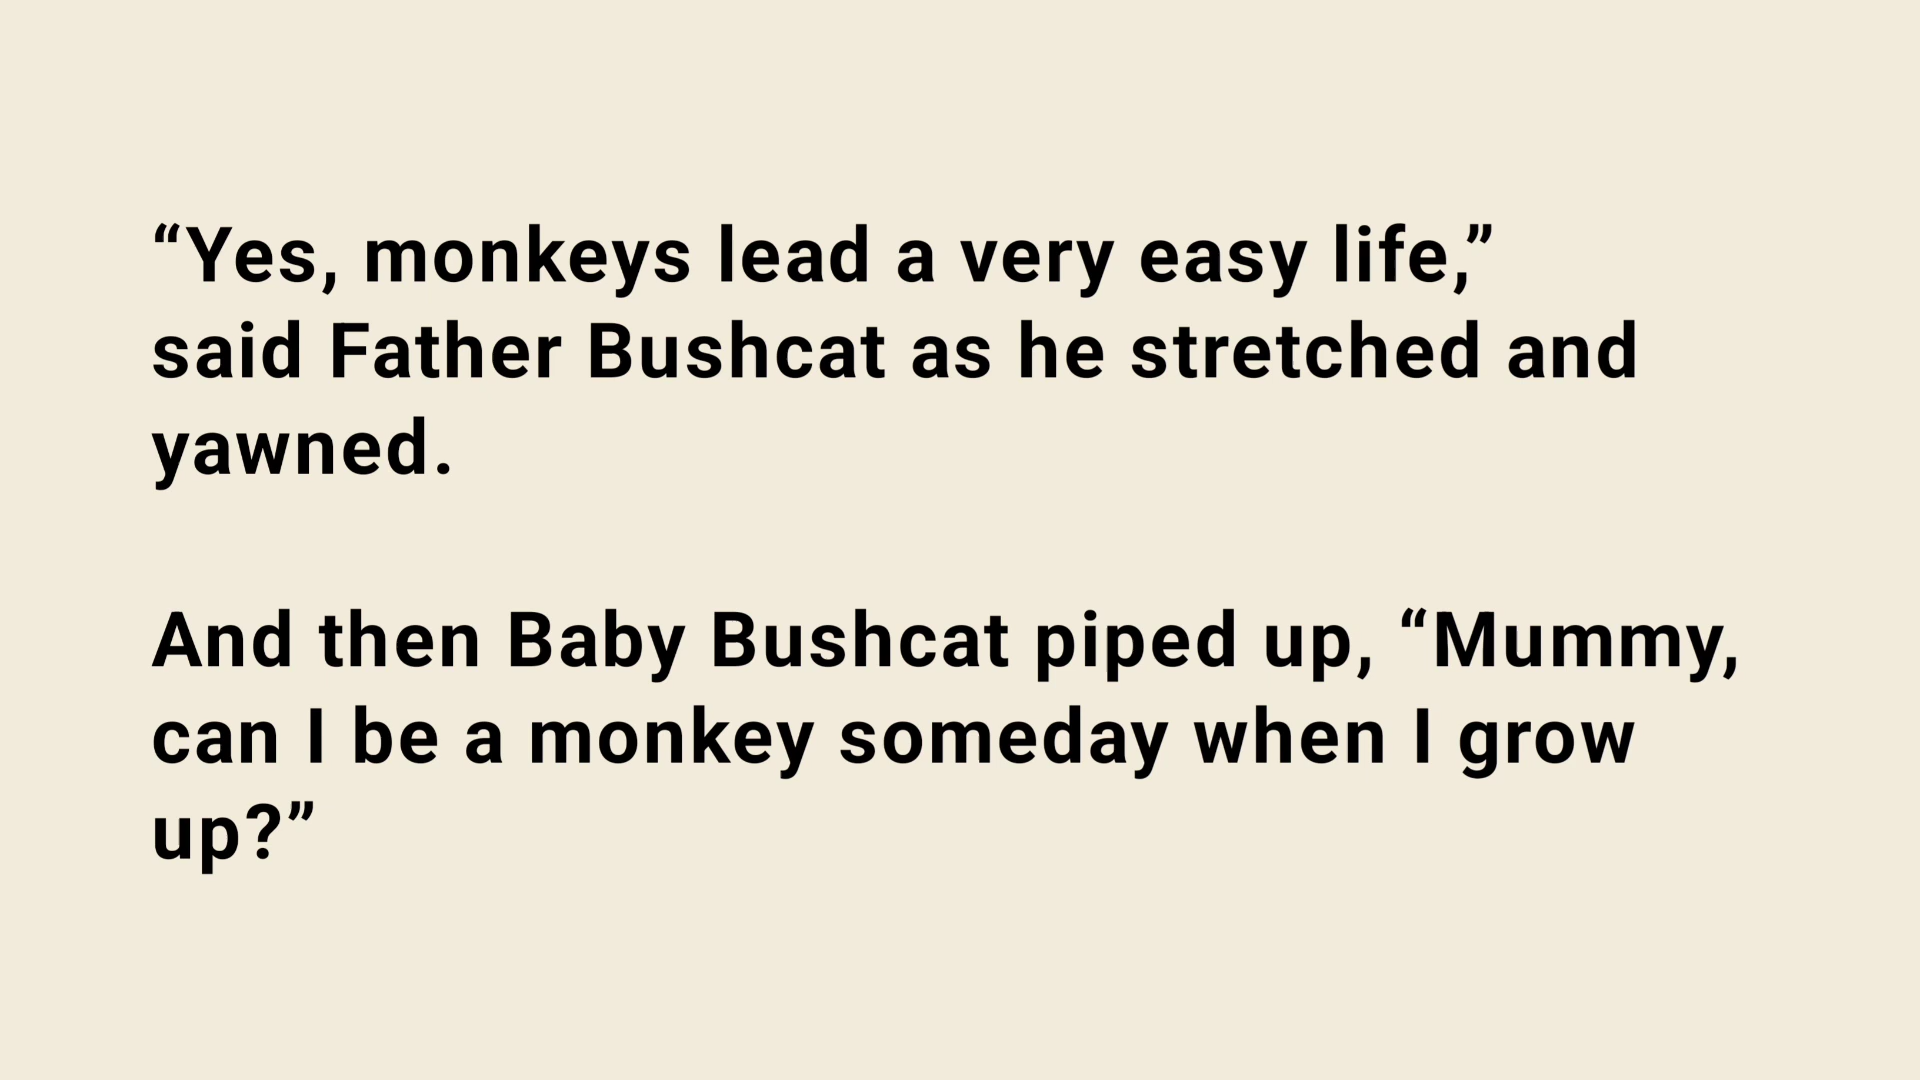 “Yes, monkeys lead a very easy life,”
said Father Bushcat as he stretched and
yawned.
And then Baby Bushcat piped up, “Mummy,
can I be a monkey someday when I grow
up?”